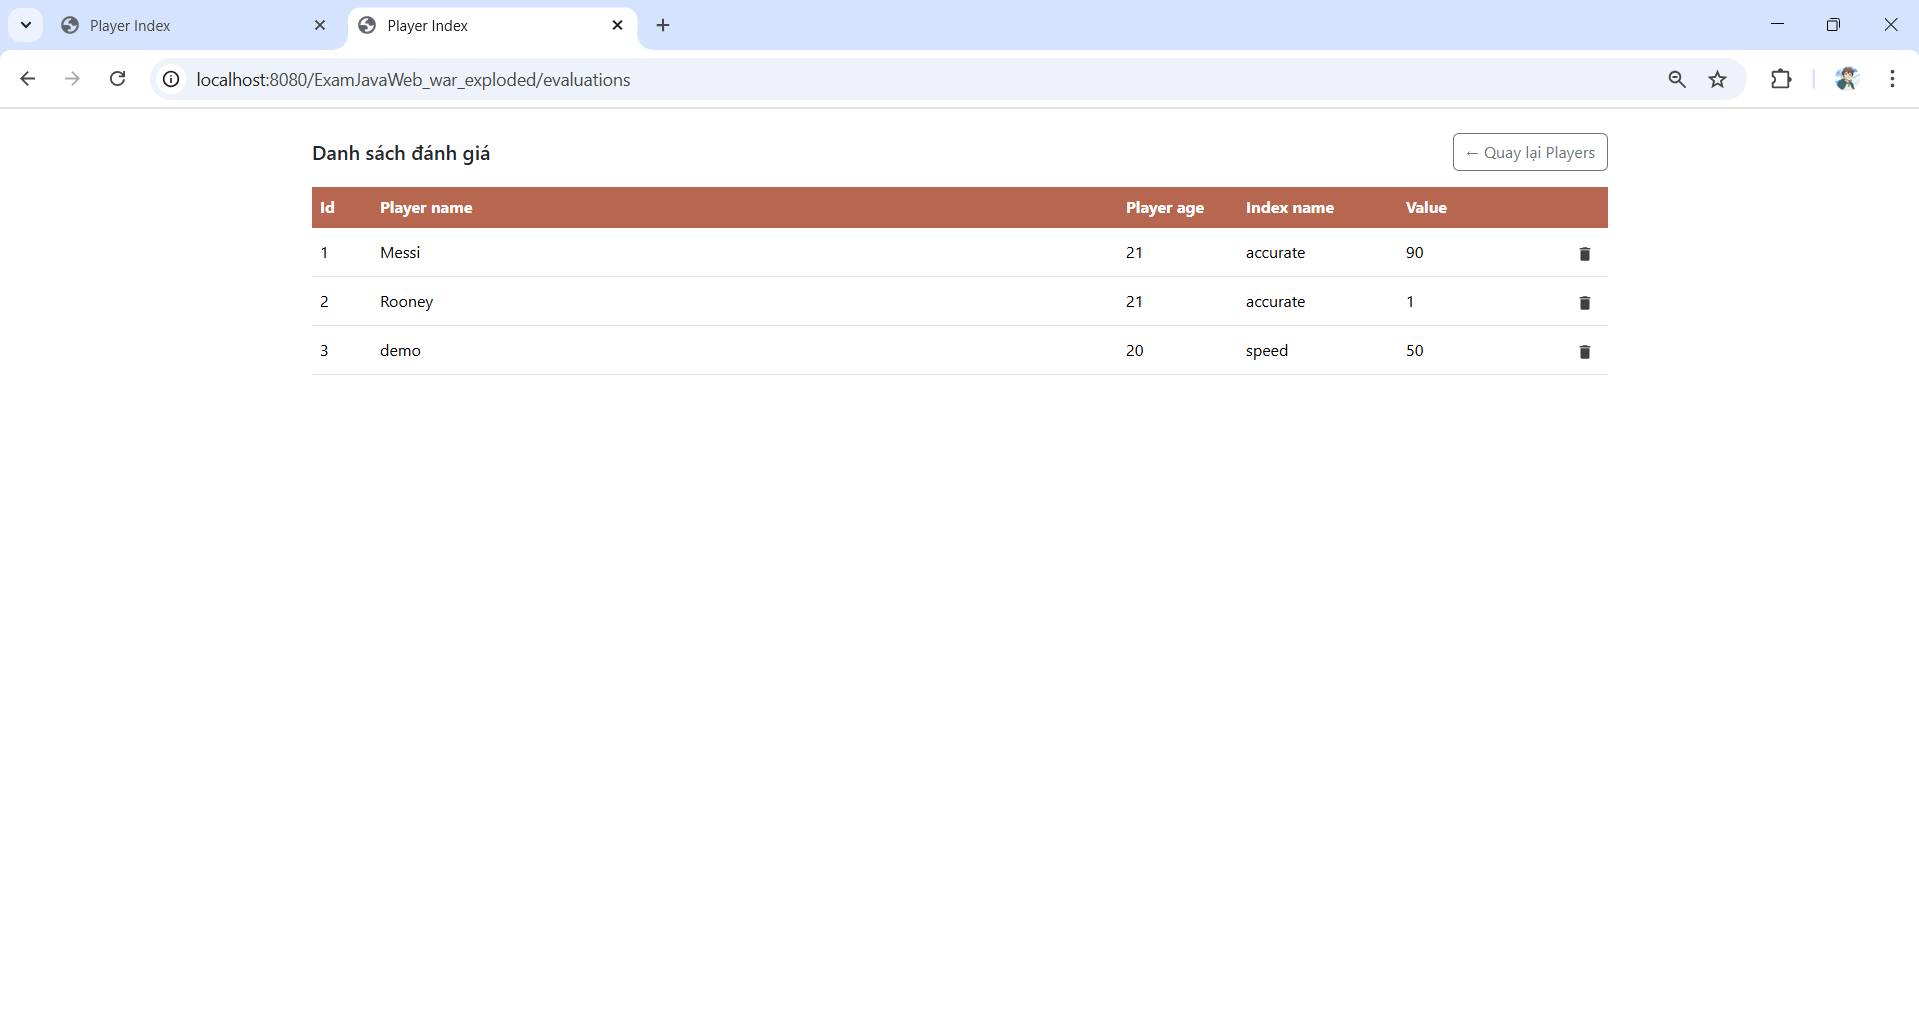 Player Index
Player Index
localhost:8080/ExamJavaWeb_war_exploded/evaluations
Danh sách đánh giá
← Quay lại Players
Id Player name Player age Index name Value
1 Messi 21 accurate 90
2 Rooney 21 accurate 1
3 demo 20 speed 50